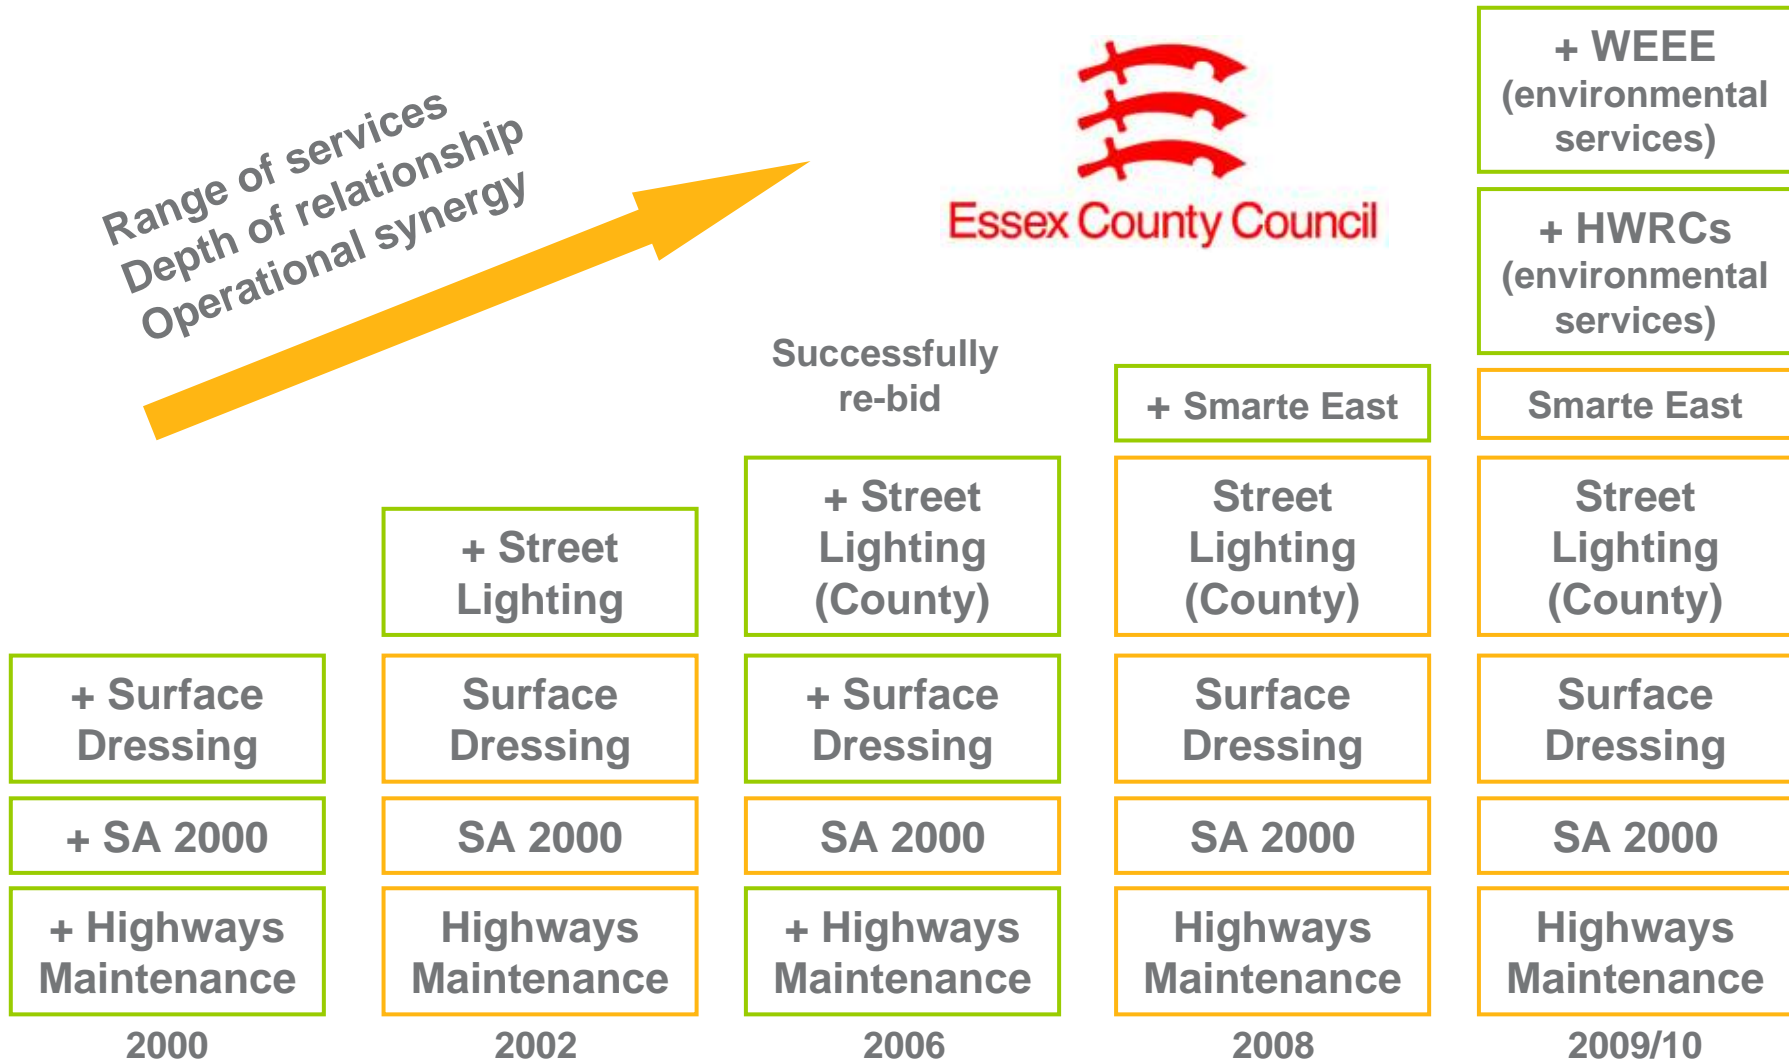 Range of services
Depth of relationship
Operational synergy
Essex County Council
Successfully
re-bid
+ Surface
Dressing
+ SA 2000
+ Highways
Maintenance
2000
+ Street
Lighting
Surface
Dressing
SA 2000
Highways
Maintenance
2002
+ Street
Lighting
(County)
+ Surface
Dressing
SA 2000
+ Highways
Maintenance
2006
+ Smarte East
Street
Lighting
(County)
Surface
Dressing
SA 2000
Highways
Maintenance
2008
+ WEEE
(environmental
services)
+ HWRCs
(environmental
services)
Smarte East
Street
Lighting
(County)
Surface
Dressing
SA 2000
Highways
Maintenance
2009/10